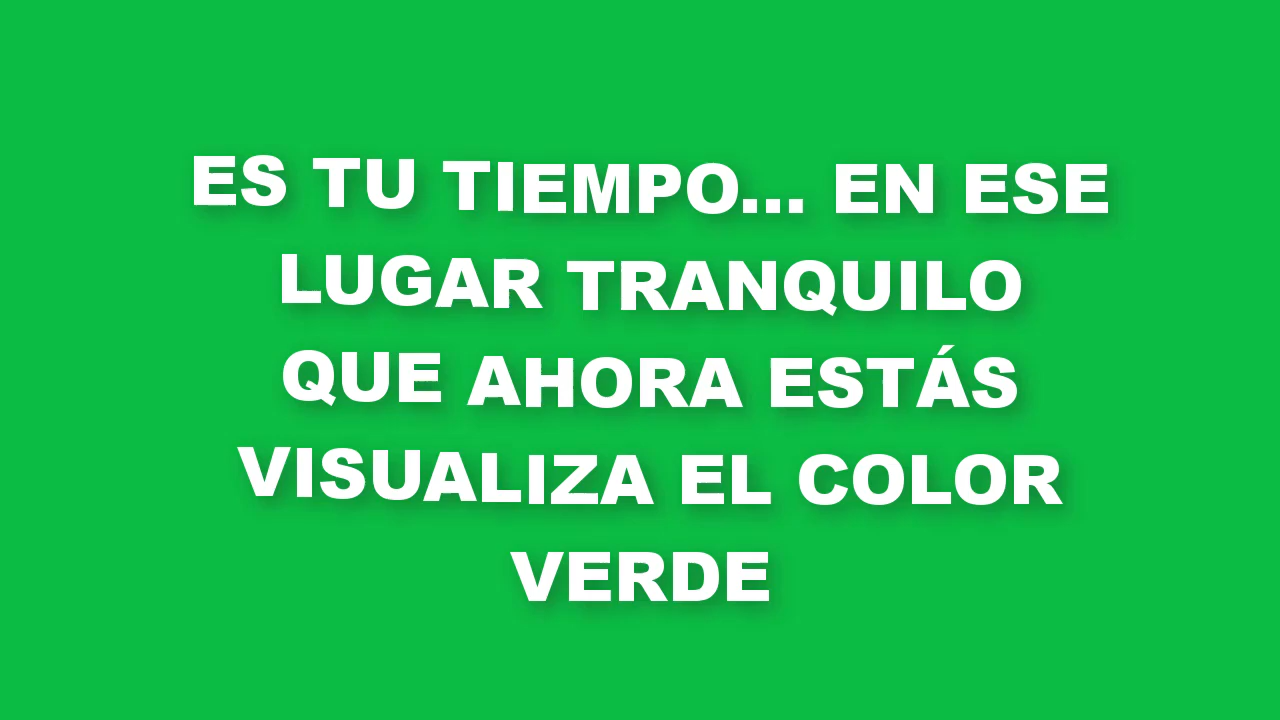 ES TU TIEMPO... EN ESE
LUGAR TRANQUILO
QUE AHORA ESTÁS
VISUALIZA EL COLOR
VERDE